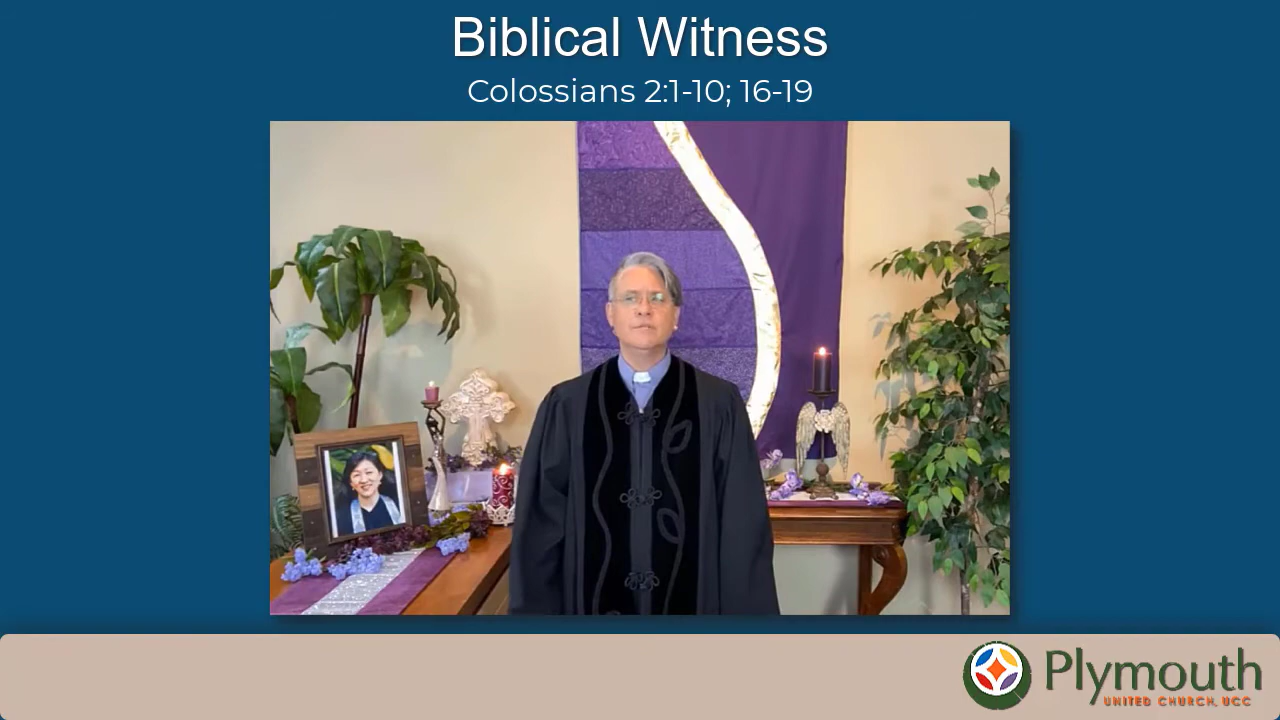 Biblical Witness
Colossians 2:1-10; 16-19
Plymouth
UNITED CHURCH, UCC